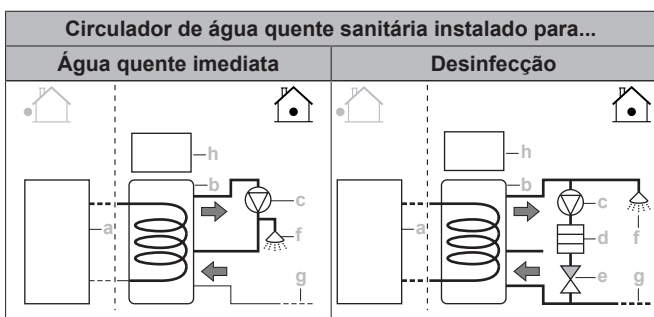 Circulador de água quente sanitária instalado para...
Água quente imediata
Desinfecção
h
b
c
a
f
g
h
b
c
a
d
f
e
g